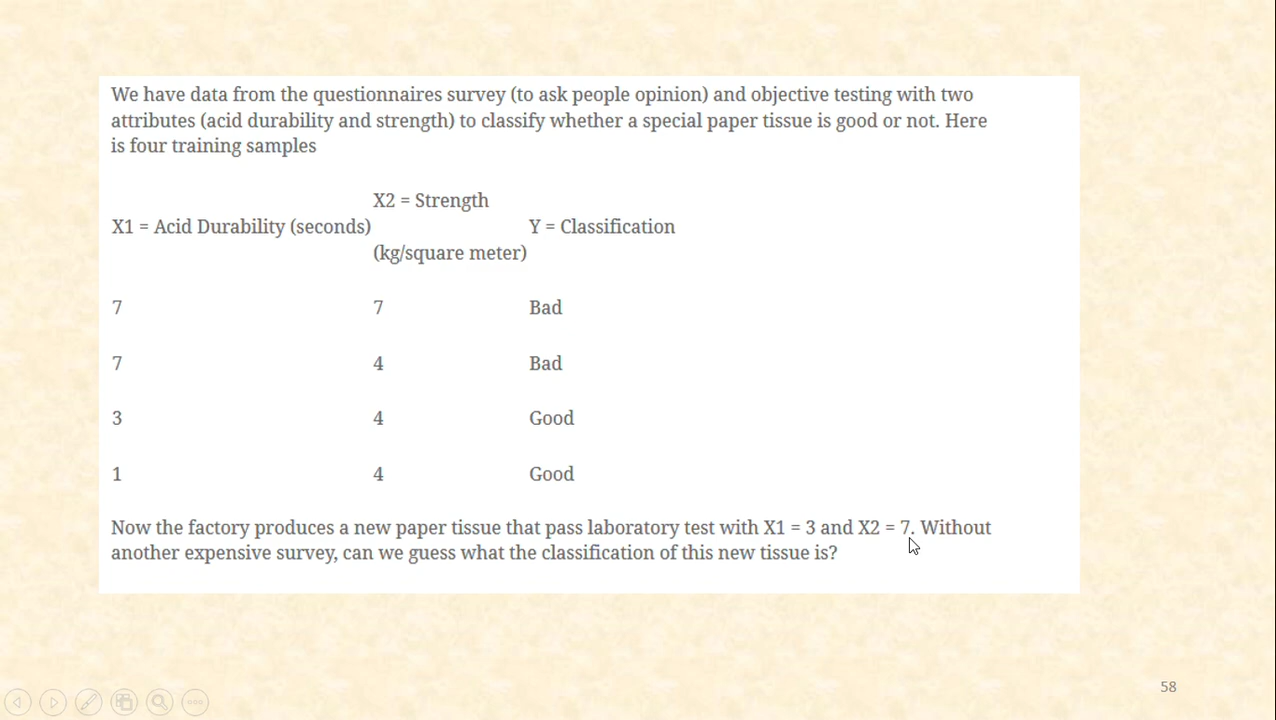 We have data from the questionnaires survey (to ask people opinion) and objective testing with two
attributes (acid durability and strength) to classify whether a special paper tissue is good or not. Here
is four training samples
X2 = Strength
X1 = Acid Durability (seconds) Y = Classification
(kg/square meter)
7 7 Bad
7 4 Bad
3 4 Good
1 4 Good
Now the factory produces a new paper tissue that pass laboratory test with X1 = 3 and X2 = 7. Without
another expensive survey, can we guess what the classification of this new tissue is?
58